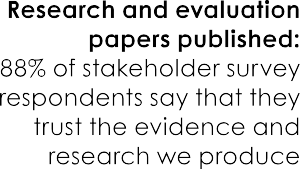 Research and evaluation
papers published:
88% of stakeholder survey
respondents say that they
trust the evidence and
research we produce